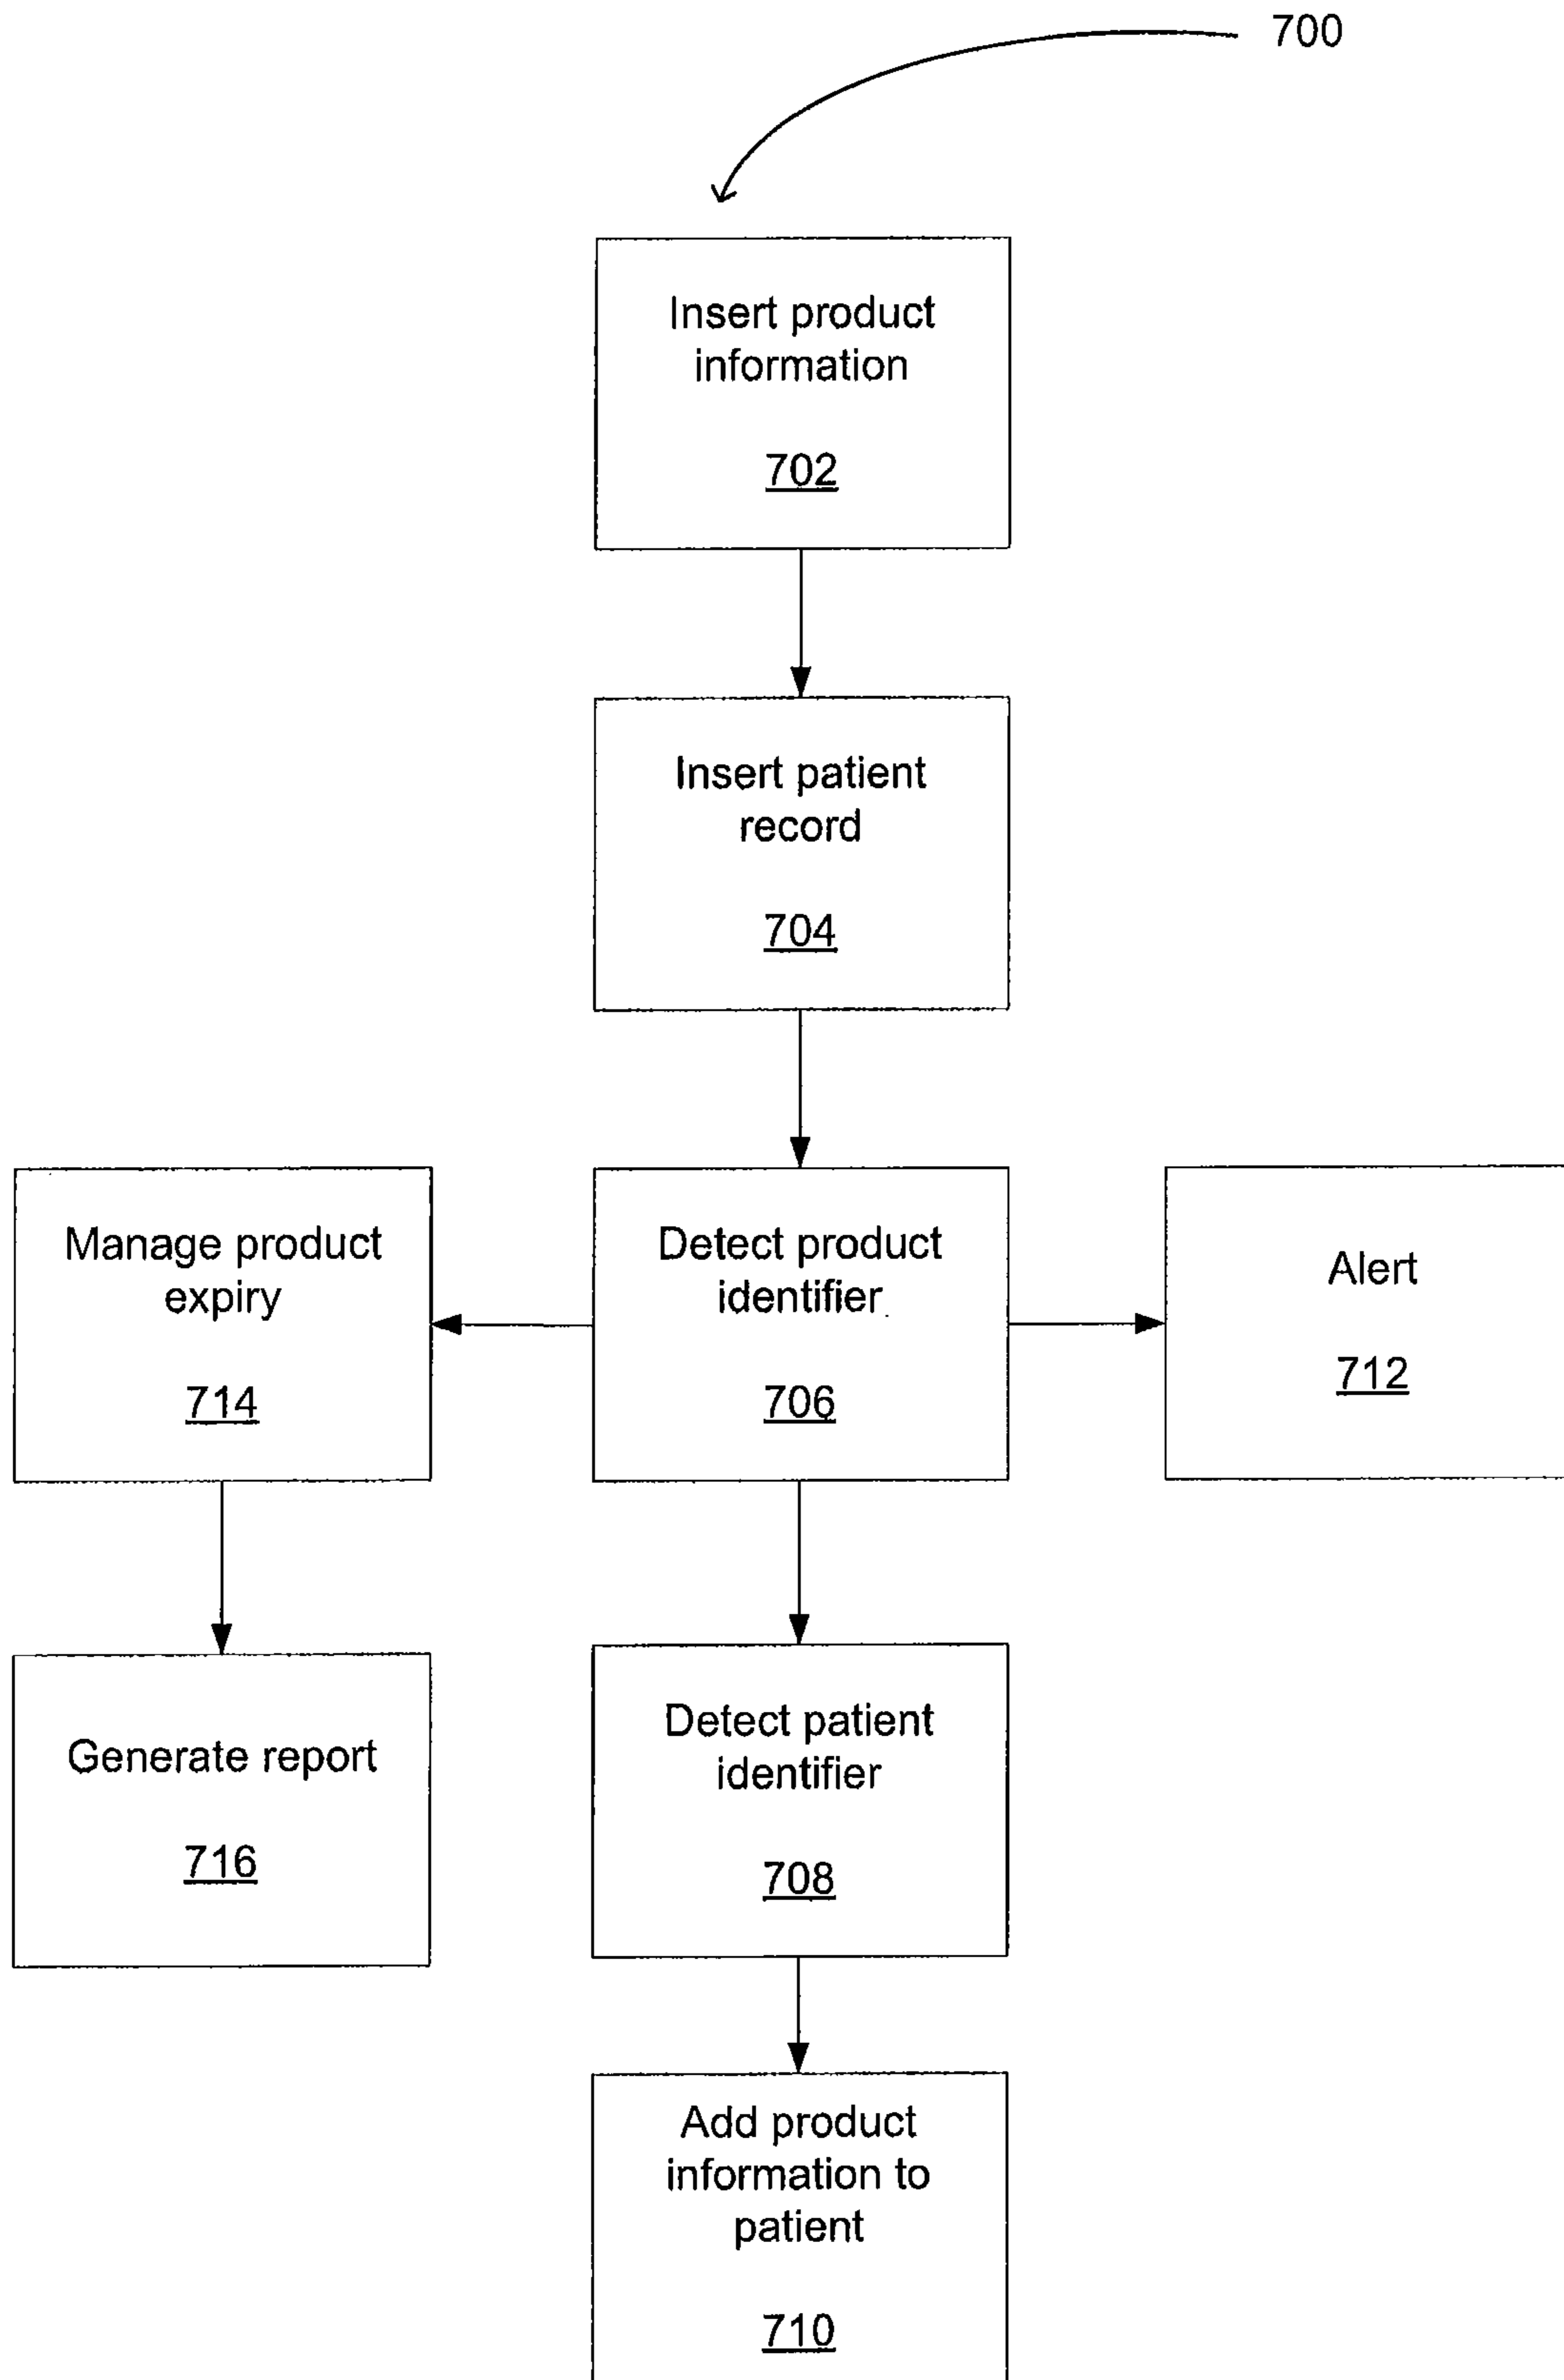 700
Insert product
information
702
Insert patient
record
704
Manage product
expiry
714
Detect product
identifier
706
Alert
712
Generate report
716
Detect patient
identifier
708
Add product
information to
patient
710